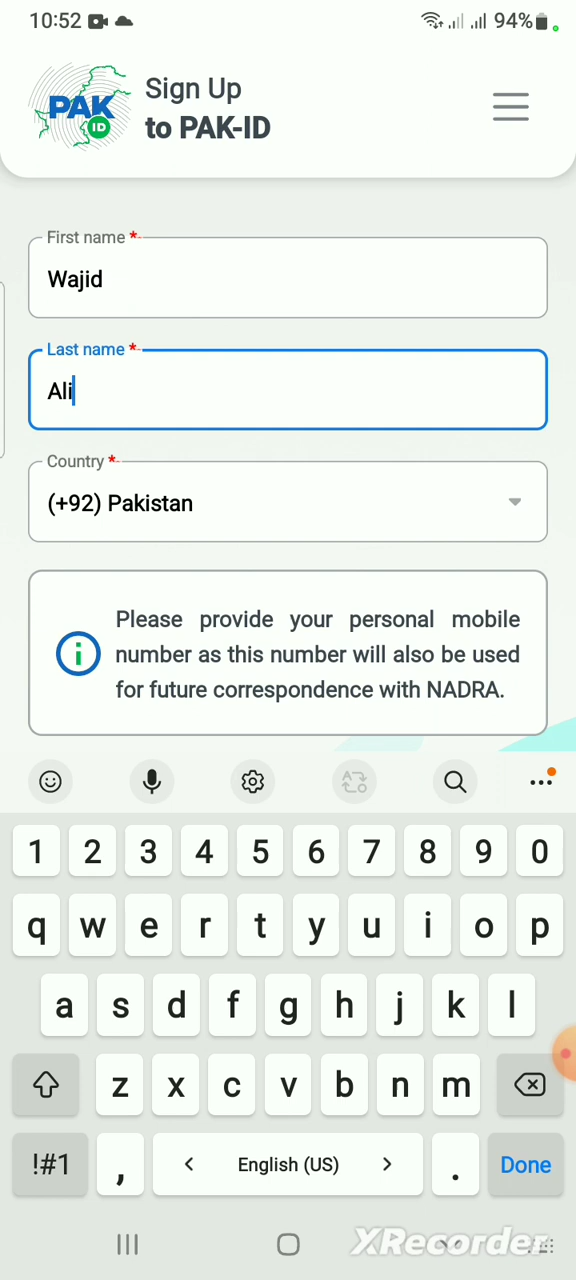 10:52 94%
PAK
ID
Sign Up
to PAK-ID
First name *
Wajid
Last name *
Ali
Country *
(+92) Pakistan
Please provide your personal mobile
number as this number will also be used
for future correspondence with NADRA.
1 2 3 4 5 6 7 8 9 0
q w e r t y u i o p
a s d f g h j k l
z x c v b n m
!#1 , < English (US) > . Done
XRecorder